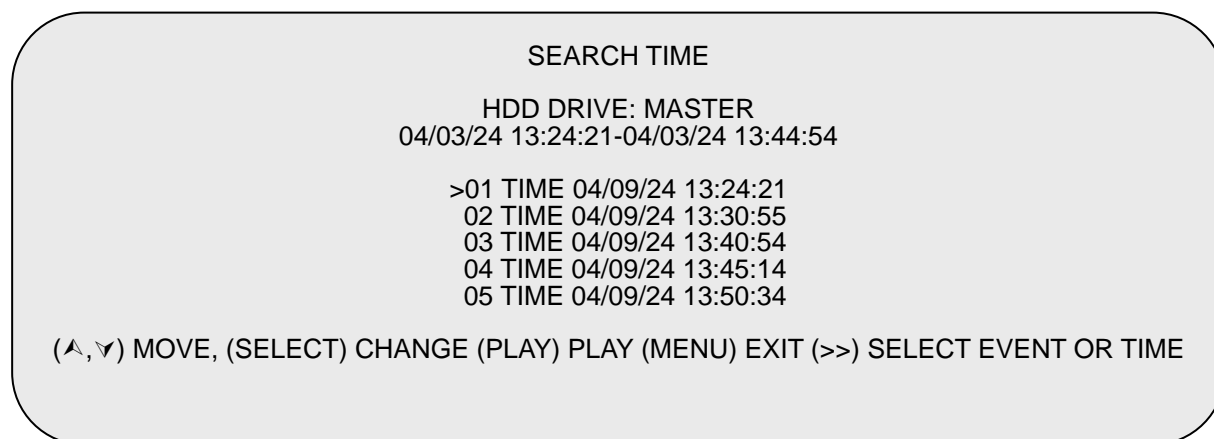 SEARCH TIME
HDD DRIVE: MASTER
04/03/24 13:24:21-04/03/24 13:44:54
>01 TIME 04/09/24 13:24:21
02 TIME 04/09/24 13:30:55
03 TIME 04/09/24 13:40:54
04 TIME 04/09/24 13:45:14
05 TIME 04/09/24 13:50:34
(⮝,⮟) MOVE, (SELECT) CHANGE (PLAY) PLAY (MENU) EXIT (>>) SELECT EVENT OR TIME